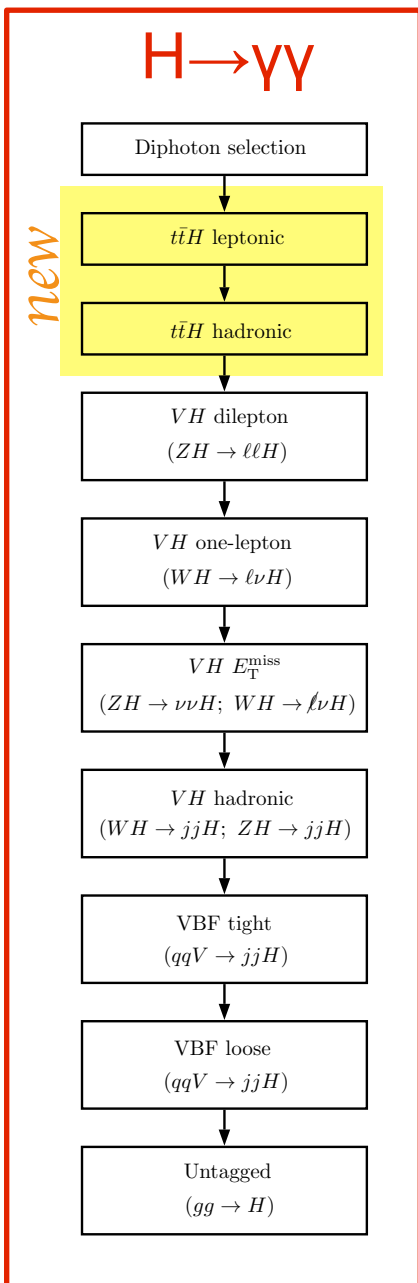 H→γγ
Diphoton selection
new
tt̄H leptonic
tt̄H hadronic
VH dilepton
(ZH → ℓℓH)
VH one-lepton
(WH → ℓνH)
VH E_T^miss
(ZH → ννH; WH → ℓ̸νH)
VH hadronic
(WH → jjH; ZH → jjH)
VBF tight
(qqV → jjH)
VBF loose
(qqV → jjH)
Untagged
(gg → H)